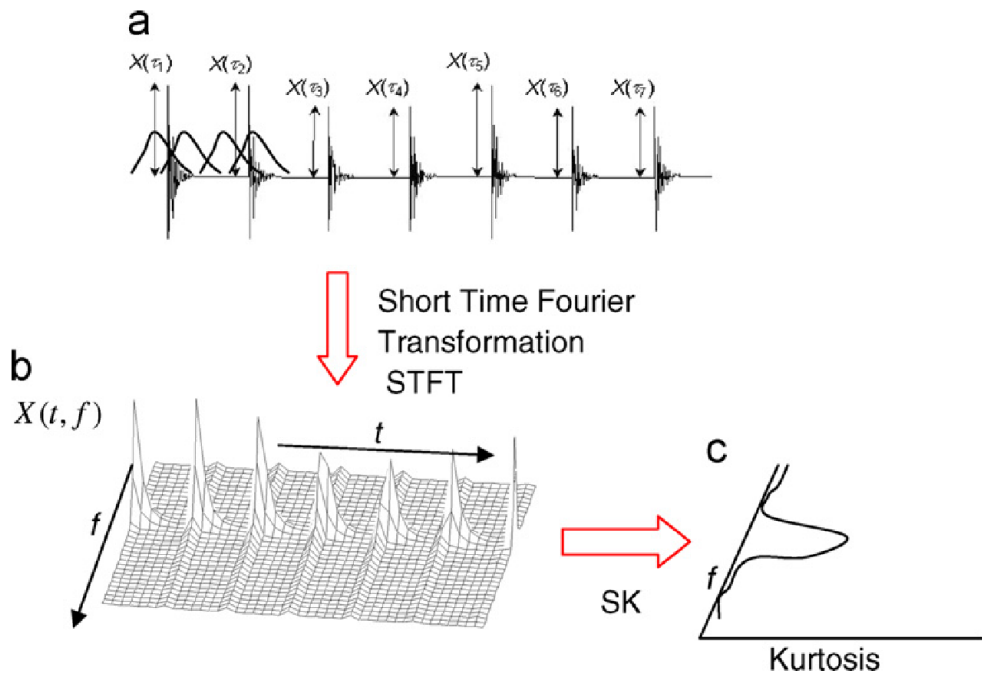 a
X(τ₁) X(τ₂) X(τ₃) X(τ₄) X(τ₅) X(τ₆) X(τ₇)
Short Time Fourier
Transformation
STFT
b
X(t, f)
t
f
SK
c
f
Kurtosis